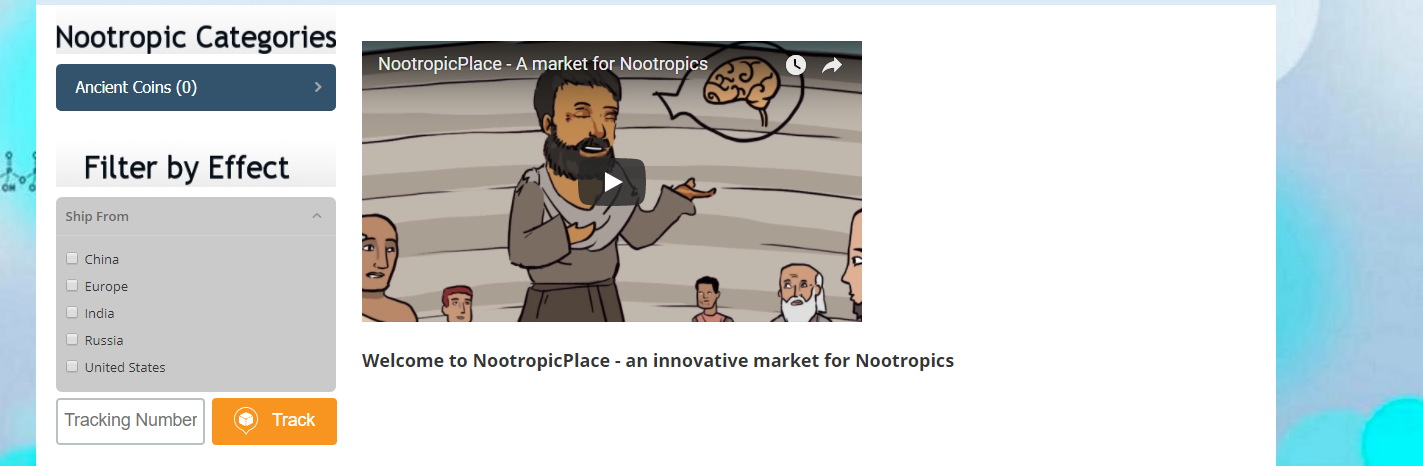 Nootropic Categories
Ancient Coins (0)
Filter by Effect
Ship From
China
Europe
India
Russia
United States
Tracking Number
Track
NootropicPlace - A market for Nootropics
Welcome to NootropicPlace - an innovative market for Nootropics
OH